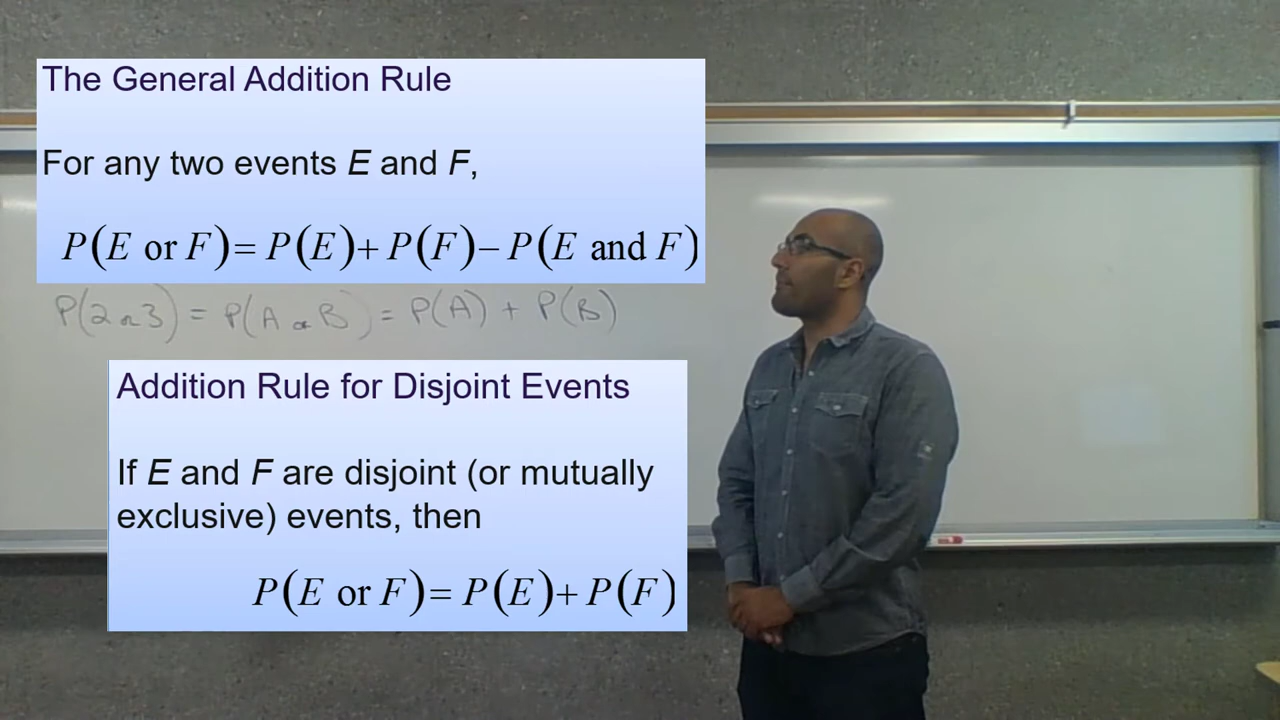 The General Addition Rule
For any two events E and F,
P(E or F)= P(E)+ P(F)− P(E and F)
P(2 or 3) = P(A or B) = P(A) + P(B)
Addition Rule for Disjoint Events
If E and F are disjoint (or mutually
exclusive) events, then
P(E or F)= P(E)+ P(F)